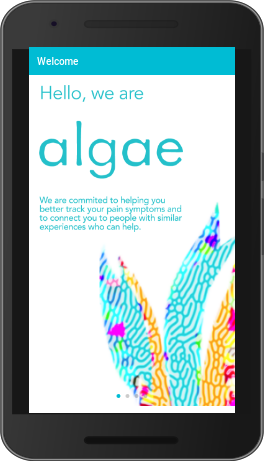 Welcome
Hello, we are
algae
We are commited to helping you
better track your pain symptoms and
to connect you to people with similar
experiences who can help.